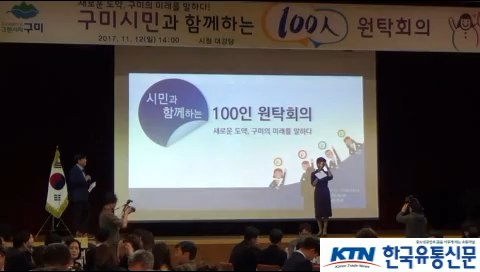 새로운 도약, 구미의 미래를 말하다!
구미시민과 함께하는 100人 원탁회의
2017. 11. 12(일) 14:00 시청 대강당
구미
시민과
함께하는
100인 원탁회의
새로운 도약, 구미의 미래를 말하다
KTN 한국유통신문